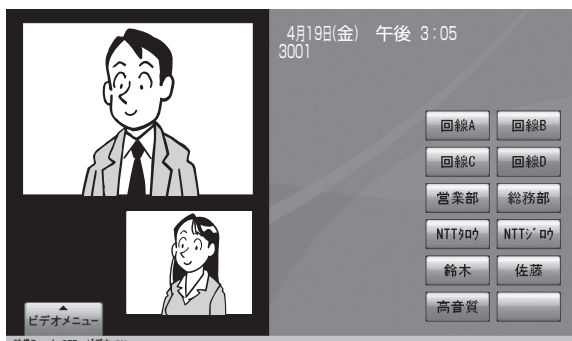 4月19日(金) 午後 3:05
3001
回線A 回線B
回線C 回線D
営業部 総務部
NTTタロウ NTTジロウ
鈴木 佐藤
高音質
ビデオメニュー